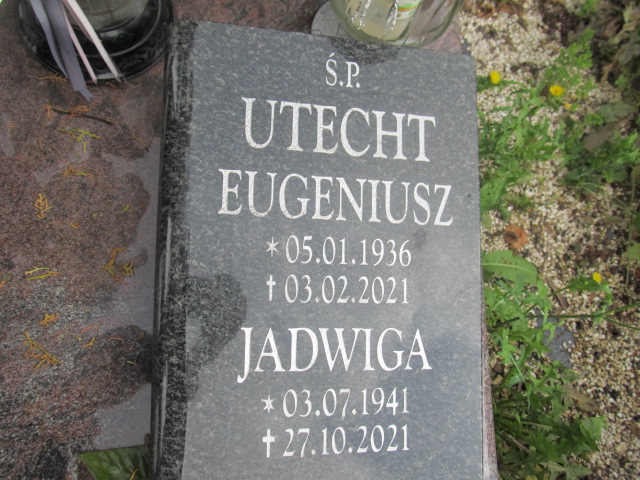 Ś.P.
UTECHT
EUGENIUSZ
* 05.01.1936
✝ 03.02.2021
JADWIGA
* 03.07.1941
✝ 27.10.2021